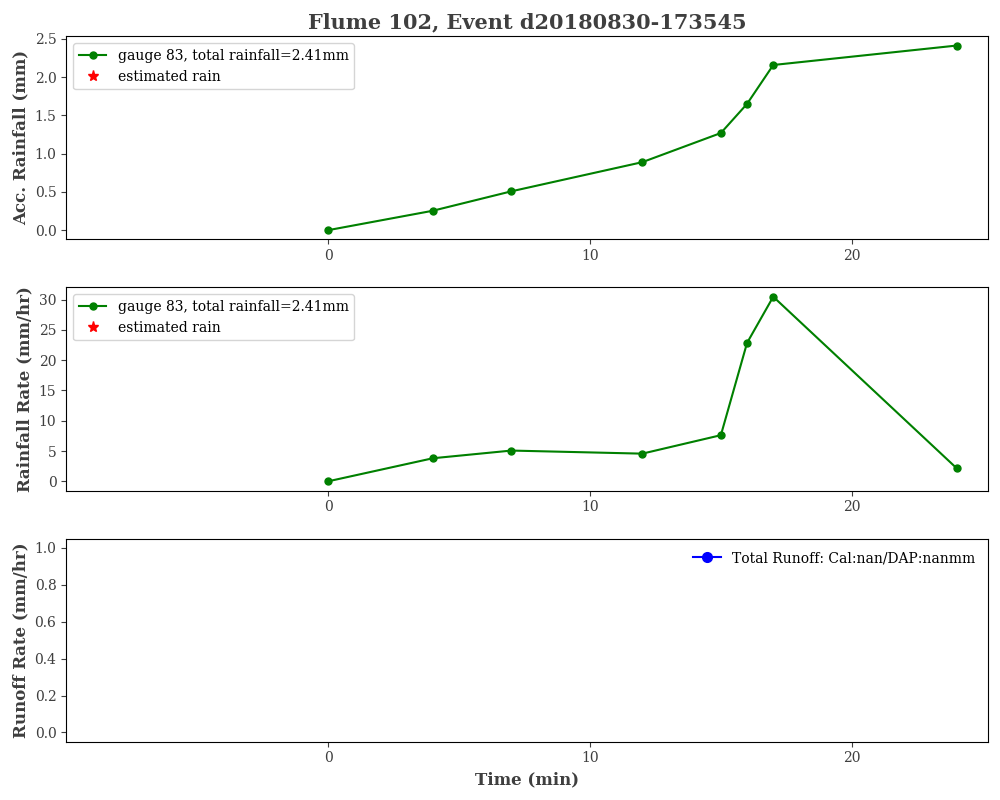 Flume 102, Event d20180830-173545
Acc. Rainfall (mm)
2.5
2.0
1.5
1.0
0.5
0.0
gauge 83, total rainfall=2.41mm
estimated rain
0 10 20
Rainfall Rate (mm/hr)
30
25
20
15
10
5
0
gauge 83, total rainfall=2.41mm
estimated rain
0 10 20
Runoff Rate (mm/hr)
1.0
0.8
0.6
0.4
0.2
0.0
Total Runoff: Cal:nan/DAP:nanmm
0 10 20
Time (min)